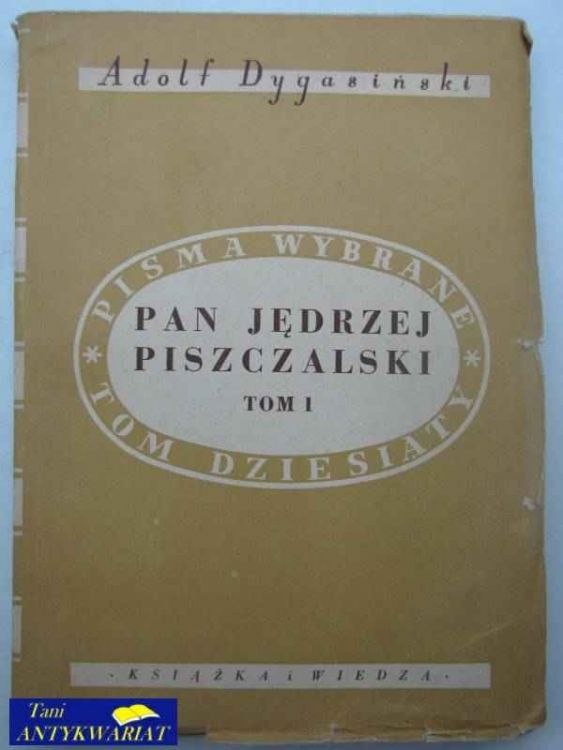 Adolf Dygasiński
PISMA WYBRANE
PAN JĘDRZEJ
PISZCZALSKI
TOM I
* TOM DZIESIĄTY *
· KSIĄŻKA i WIEDZA ·
Tani
ANTYKWARIAT